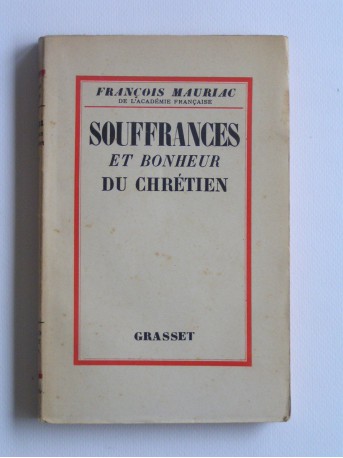 FRANÇOIS MAURIAC
DE L'ACADÉMIE FRANÇAISE
SOUFFRANCES
ET BONHEUR
DU CHRÉTIEN
GRASSET